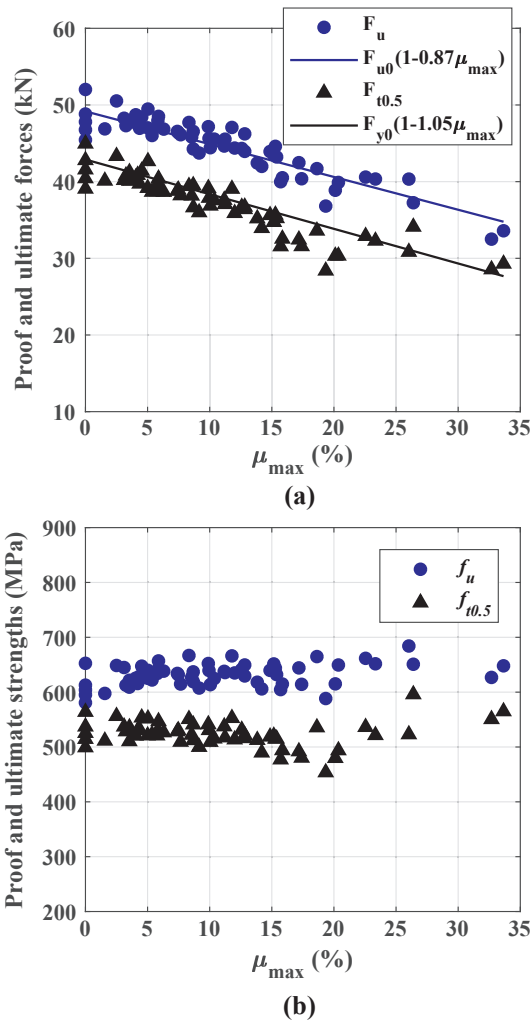 Proof and ultimate forces (kN)
60
50
40
30
20
10
F_u
F_u0(1-0.87μ_max)
F_t0.5
F_y0(1-1.05μ_max)
0 5 10 15 20 25 30 35
μ_max (%)
(a)
Proof and ultimate strengths (MPa)
900
800
700
600
500
400
300
200
f_u
f_t0.5
0 5 10 15 20 25 30 35
μ_max (%)
(b)